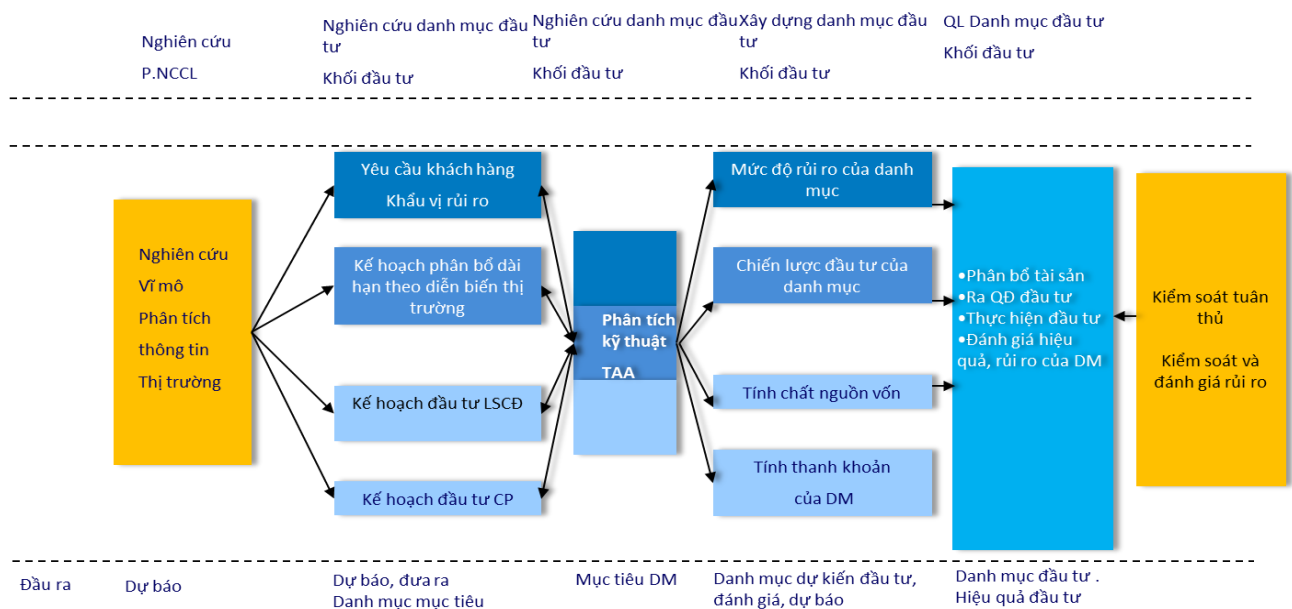 Nghiên cứu
P.NCCL
Nghiên cứu danh mục đầu
tư
Khối đầu tư
Nghiên cứu danh mục đầu
tư
Khối đầu tư
Xây dựng danh mục đầu
tư
Khối đầu tư
QL Danh mục đầu tư
Khối đầu tư
Nghiên cứu
Vĩ mô
Phân tích
thông tin
Thị trường
Yêu cầu khách hàng
Khẩu vị rủi ro
Kế hoạch phân bổ dài
hạn theo diễn biến thị
trường
Kế hoạch đầu tư LSCĐ
Kế hoạch đầu tư CP
Phân tích
kỹ thuật
TAA
Mức độ rủi ro của danh
mục
Chiến lược đầu tư của
danh mục
Tính chất nguồn vốn
Tính thanh khoản
của DM
•Phân bổ tài sản
•Ra QĐ đầu tư
•Thực hiện đầu tư
•Đánh giá hiệu
quả, rủi ro của DM
Kiểm soát tuân
thủ
Kiểm soát và
đánh giá rủi ro
Đầu ra
Dự báo
Dự báo, đưa ra
Danh mục mục tiêu
Mục tiêu DM
Danh mục dự kiến đầu tư,
đánh giá, dự báo
Danh mục đầu tư .
Hiệu quả đầu tư